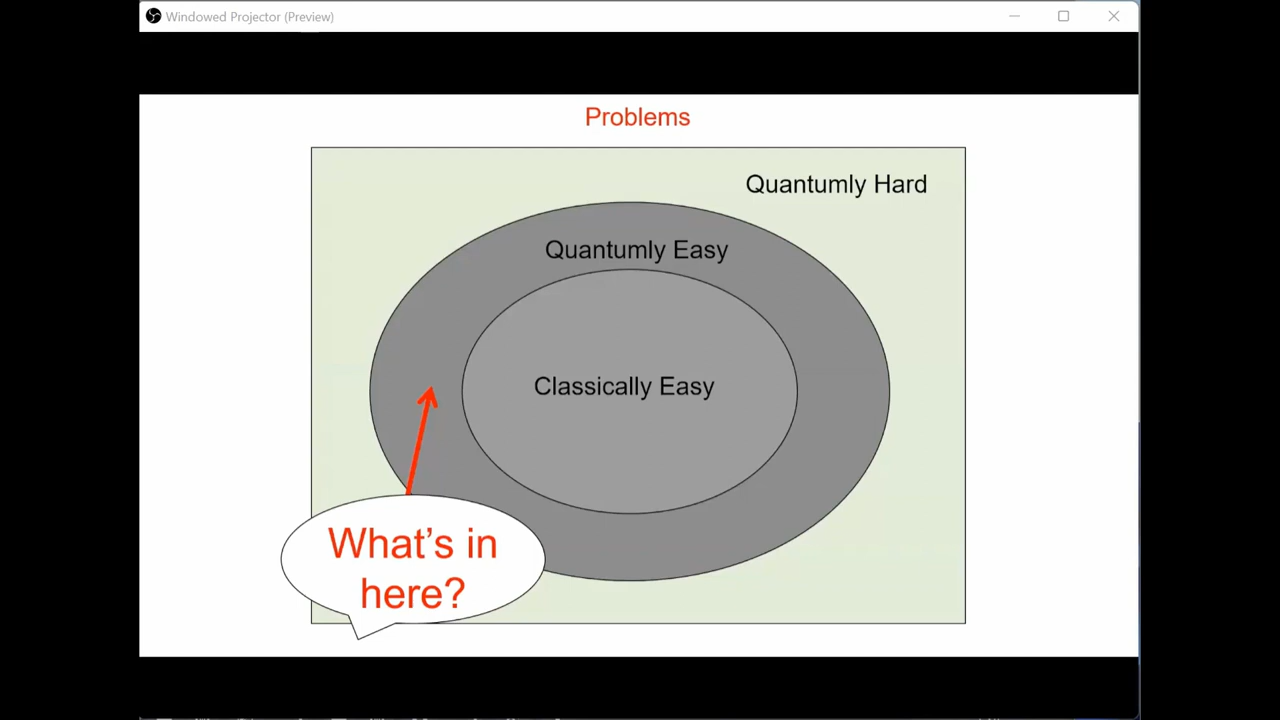 Windowed Projector (Preview)
Problems
Quantumly Hard
Quantumly Easy
Classically Easy
What's in
here?